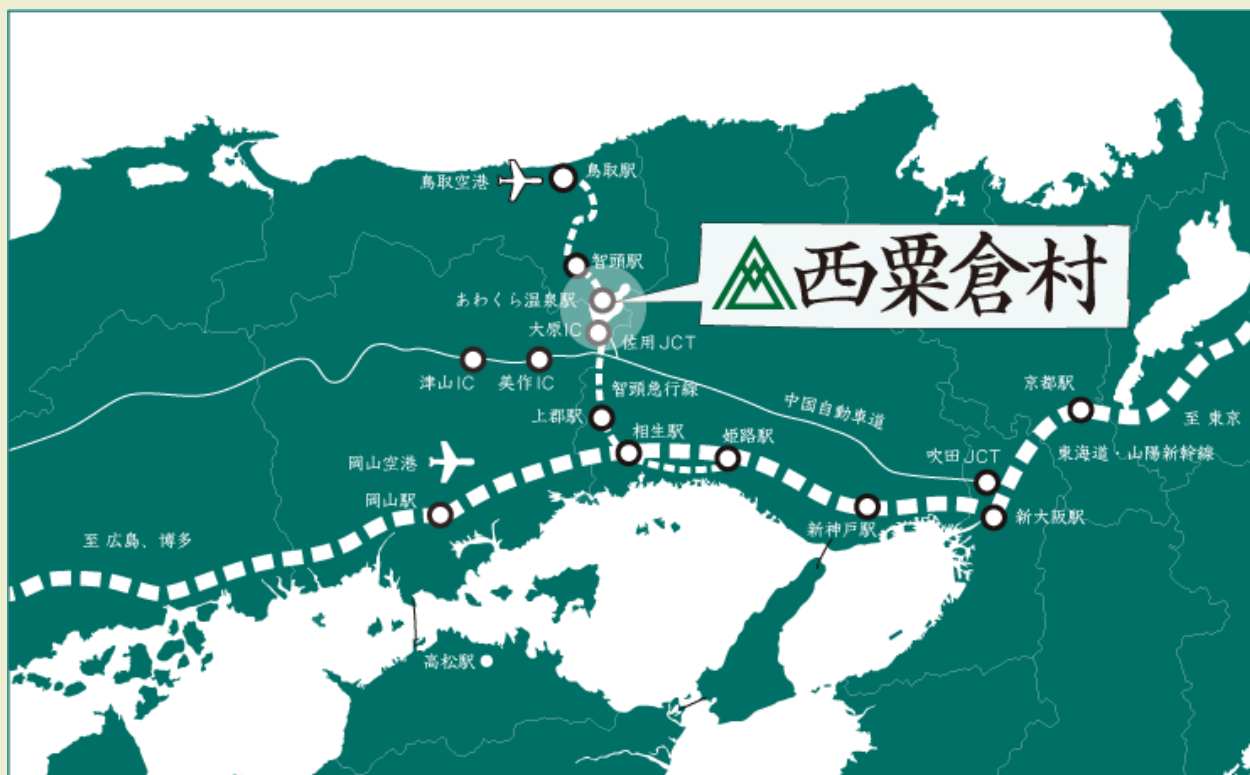 鳥取空港
鳥取駅
智頭駅
西粟倉村
あわくら温泉駅
大原IC
佐用JCT
津山IC
美作IC
智頭急行線
中国自動車道
京都駅
至 東京
上郡駅
相生駅
姫路駅
吹田JCT
東海道・山陽新幹線
岡山空港
岡山駅
新神戸駅
新大阪駅
至 広島、博多
高松駅